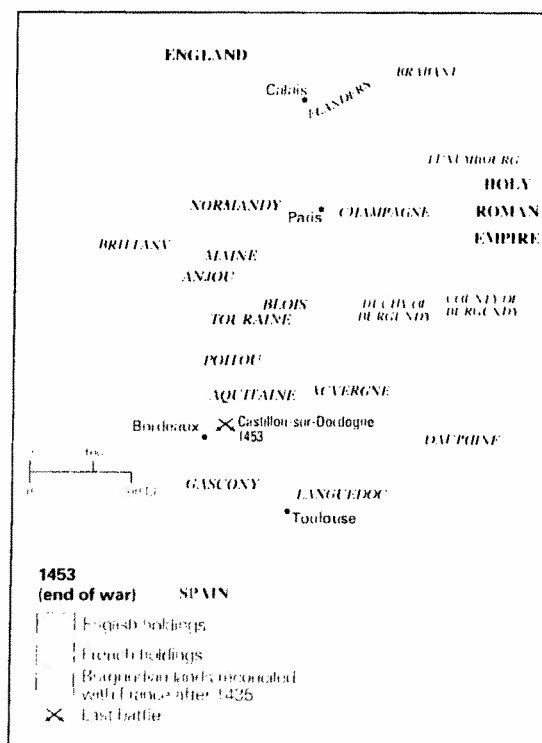 ENGLAND
BRABANT
Calais
FLANDERS
LUXEMBOURG
HOLY
NORMANDY
Paris
CHAMPAGNE
ROMAN
BRITTANY
MAINE
EMPIRE
ANJOU
BLOIS
DUCHY OF
BURGUNDY
COUNTY OF
BURGUNDY
TOURAINE
POITOU
AQUITAINE
AUVERGNE
Bordeaux
Castillon-sur-Dordogne
1453
DAUPHINE
GASCONY
LANGUEDOC
Toulouse
1453
(end of war)
SPAIN
English holdings
French holdings
Burgundian lands reconciled
with France after 1435
Last battle